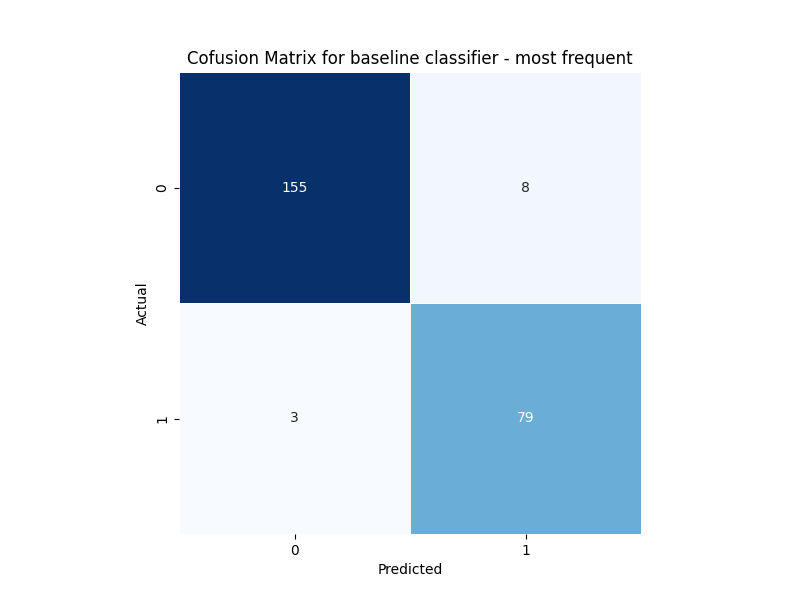 Cofusion Matrix for baseline classifier - most frequent
0
155
8
Actual
1
3
79
0
1
Predicted